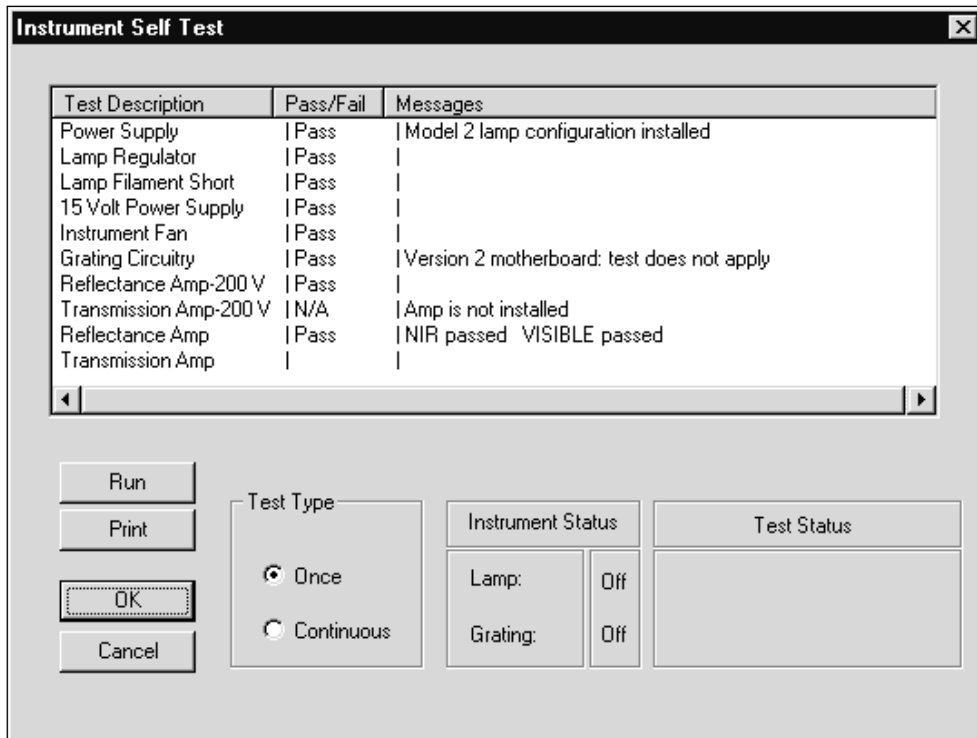 Instrument Self Test
Test Description Pass/Fail Messages
Power Supply | Pass | Model 2 lamp configuration installed
Lamp Regulator | Pass |
Lamp Filament Short | Pass |
15 Volt Power Supply | Pass |
Instrument Fan | Pass |
Grating Circuitry | Pass | Version 2 motherboard: test does not apply
Reflectance Amp-200 V | Pass |
Transmission Amp-200 V | N/A | Amp is not installed
Reflectance Amp | Pass | NIR passed VISIBLE passed
Transmission Amp | |
Run
Print
OK
Cancel
Test Type
Once
Continuous
Instrument Status
Lamp: Off
Grating: Off
Test Status